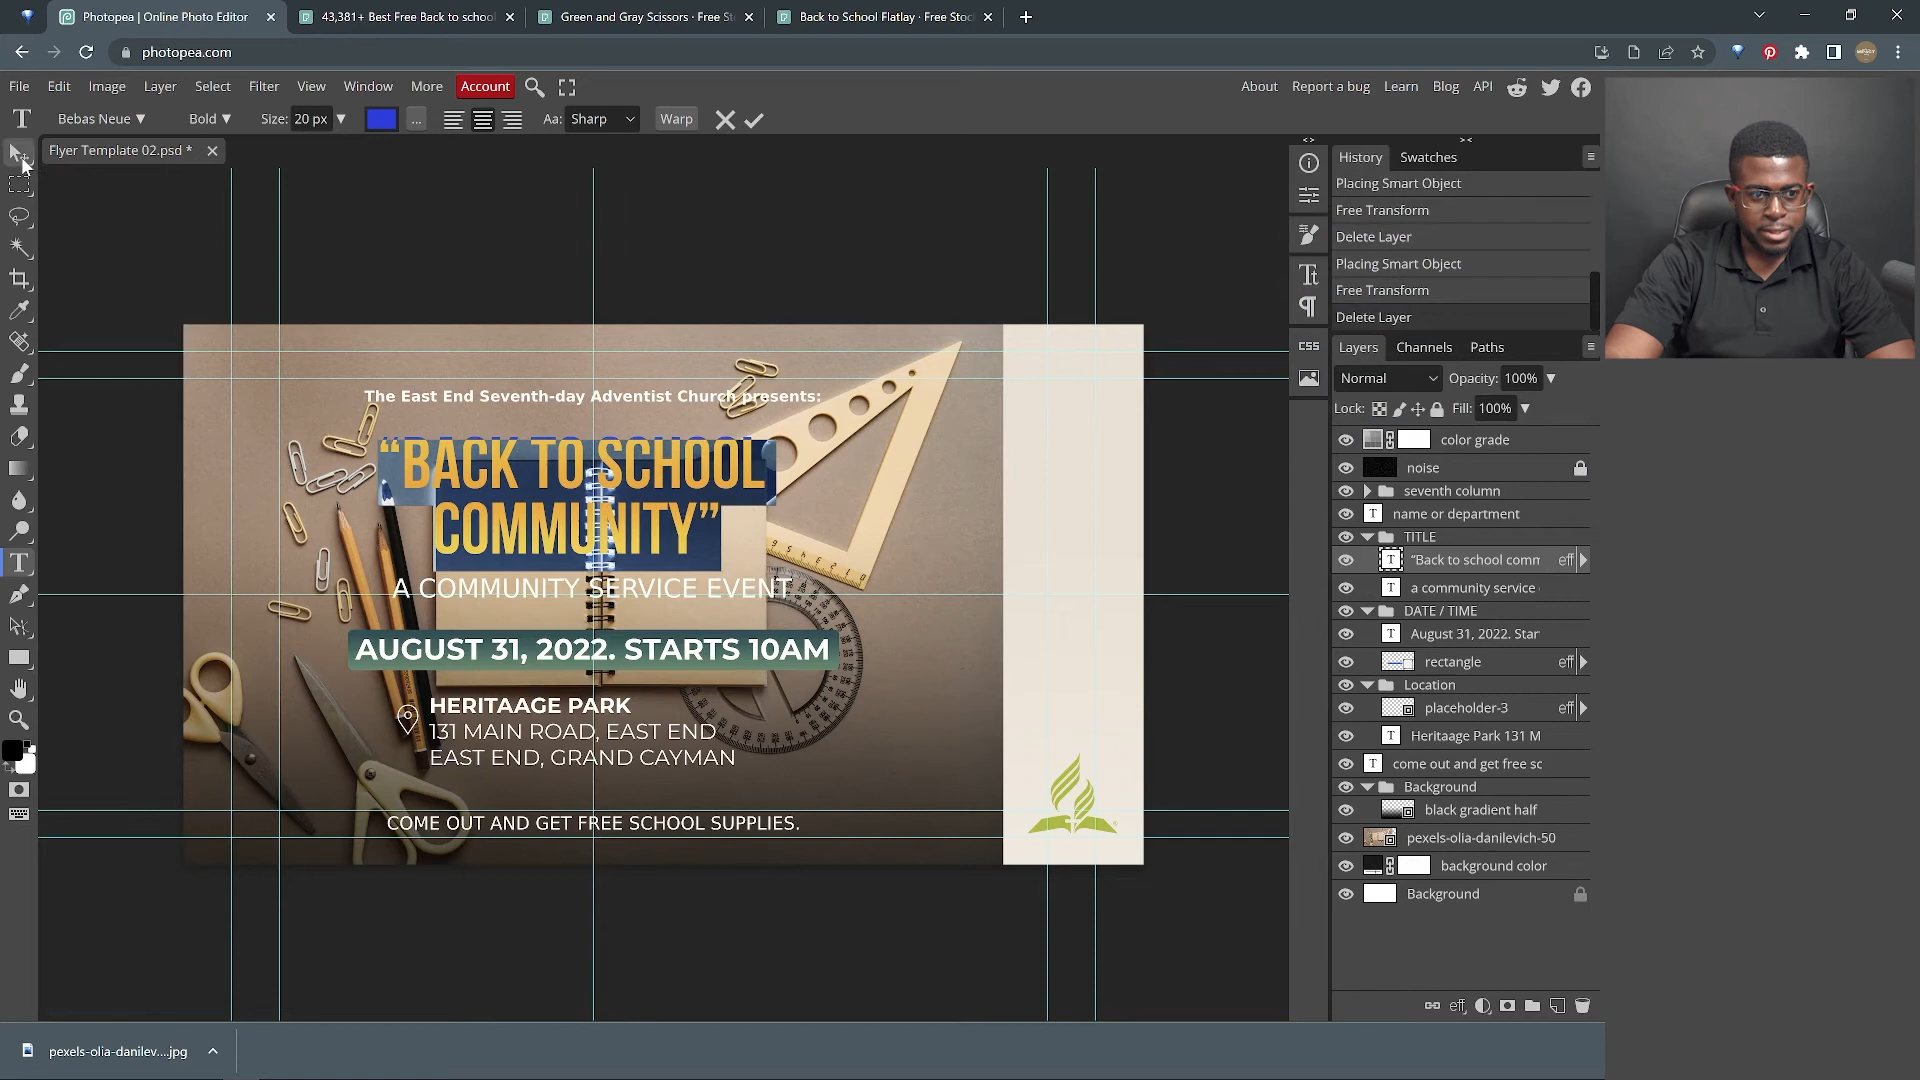 Photopea | Online Photo Editor
43,381+ Best Free Back to school
Green and Gray Scissors · Free St
Back to School Flatlay · Free Stoc
photopea.com
File Edit Image Layer Select Filter View Window More Account
About Report a bug Learn Blog API
Bebas Neue Bold Size: 20 px ... Aa: Sharp Warp
Flyer Template 02.psd *
History Swatches
Placing Smart Object
Free Transform
Delete Layer
Placing Smart Object
Free Transform
Delete Layer
CSS
Layers Channels Paths
Normal Opacity: 100%
Lock: Fill: 100%
color grade
noise
seventh column
name or department
TITLE
"Back to school comm eff
a community service
DATE / TIME
August 31, 2022. Star
rectangle eff
Location
placeholder-3 eff
Heritaage Park 131 M
come out and get free sc
Background
black gradient half
pexels-olia-danilevich-50
background color
Background
eff
The East End Seventh-day Adventist Church presents:
“BACK TO SCHOOL
COMMUNITY”
A COMMUNITY SERVICE EVENT
AUGUST 31, 2022. STARTS 10AM
HERITAAGE PARK
131 MAIN ROAD, EAST END
EAST END, GRAND CAYMAN
COME OUT AND GET FREE SCHOOL SUPPLIES.
pexels-olia-danilev....jpg